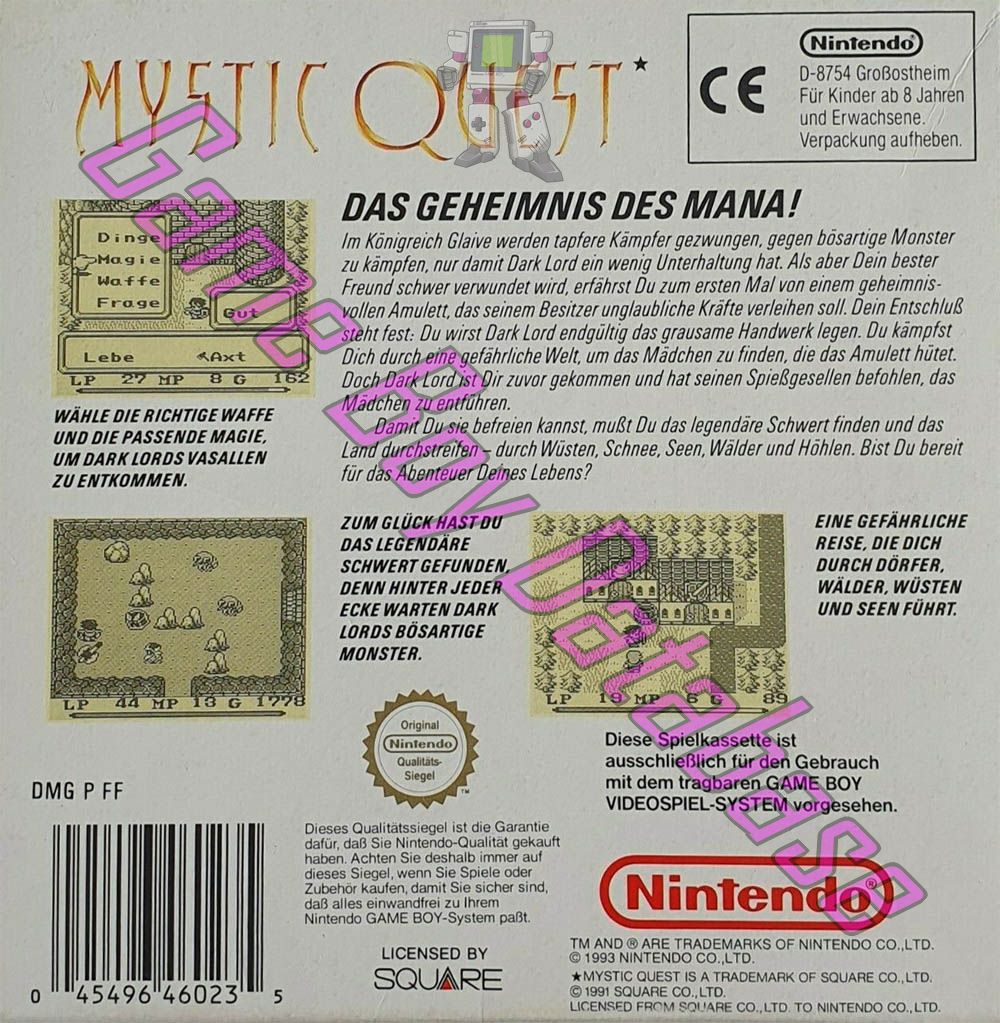 MYSTIC QUEST★
Nintendo
D-8754 Großostheim
Für Kinder ab 8 Jahren
und Erwachsene.
Verpackung aufheben.
CE
DAS GEHEIMNIS DES MANA!
Im Königreich Glaive werden tapfere Kämpfer gezwungen, gegen bösartige Monster
zu kämpfen, nur damit Dark Lord ein wenig Unterhaltung hat. Als aber Dein bester
Freund schwer verwundet wird, erfährst Du zum ersten Mal von einem geheimnis-
vollen Amulett, das seinem Besitzer unglaubliche Kräfte verleihen soll. Dein Entschluß
steht fest: Du wirst Dark Lord endgültig das grausame Handwerk legen. Du kämpfst
Dich durch eine gefährliche Welt, um das Mädchen zu finden, die das Amulett hütet.
Doch Dark Lord ist Dir zuvor gekommen und hat seinen Spießgesellen befohlen, das
Mädchen zu entführen.
Damit Du sie befreien kannst, mußt Du das legendäre Schwert finden und das
Land durchstreifen – durch Wüsten, Schnee, Seen, Wälder und Höhlen. Bist Du bereit
für das Abenteuer Deines Lebens?
Dinge
Magie
Waffe
Frage
Gut
Lebe Axt
LP 27 MP 8 G 162
WÄHLE DIE RICHTIGE WAFFE
UND DIE PASSENDE MAGIE,
UM DARK LORDS VASALLEN
ZU ENTKOMMEN.
LP 44 MP 13 G 1778
ZUM GLÜCK HAST DU
DAS LEGENDÄRE
SCHWERT GEFUNDEN,
DENN HINTER JEDER
ECKE WARTEN DARK
LORDS BÖSARTIGE
MONSTER.
LP 19 MP 6 G 89
EINE GEFÄHRLICHE
REISE, DIE DICH
DURCH DÖRFER,
WÄLDER, WÜSTEN
UND SEEN FÜHRT.
Original
Nintendo
Qualitäts-
Siegel
TM
Diese Spielkassette ist
ausschließlich für den Gebrauch
mit dem tragbaren GAME BOY
VIDEOSPIEL-SYSTEM vorgesehen.
DMG P FF
0 45496 46023 5
Dieses Qualitätssiegel ist die Garantie
dafür, daß Sie Nintendo-Qualität gekauft
haben. Achten Sie deshalb immer auf
dieses Siegel, wenn Sie Spiele oder
Zubehör kaufen, damit Sie sicher sind,
daß alles einwandfrei zu Ihrem
Nintendo GAME BOY-System paßt.
LICENSED BY
SQUARE
Nintendo®
TM AND ® ARE TRADEMARKS OF NINTENDO CO.,LTD.
© 1993 NINTENDO CO.,LTD.
★MYSTIC QUEST IS A TRADEMARK OF SQUARE CO.,LTD.
© 1991 SQUARE CO.,LTD.
LICENSED FROM SQUARE CO.,LTD. TO NINTENDO CO.,LTD.
Game Boy Database